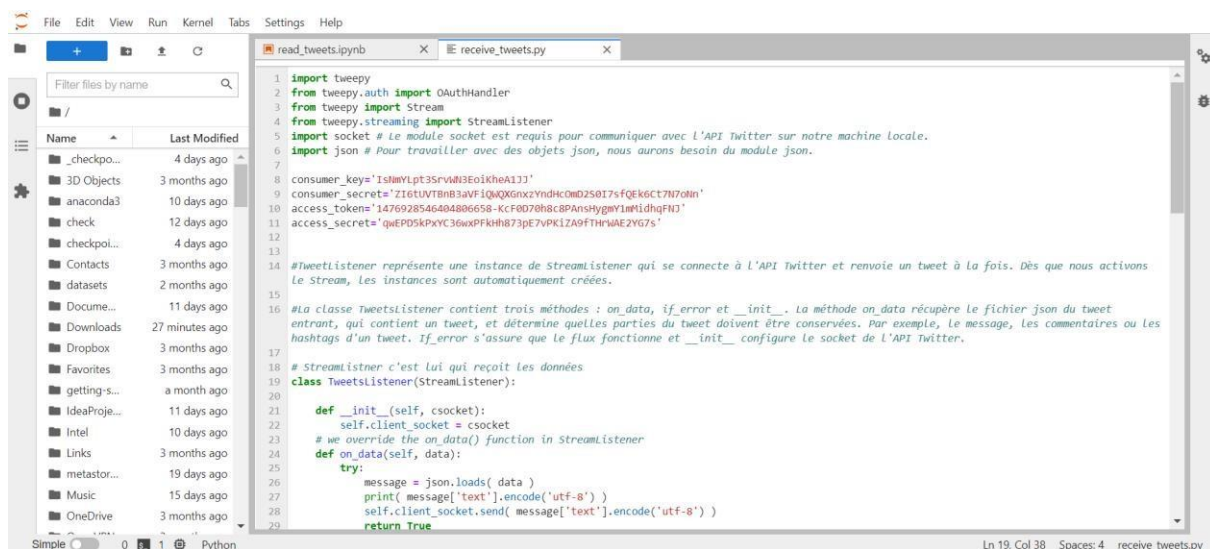 File Edit View Run Kernel Tabs Settings Help
read_tweets.ipynb
receive_tweets.py
Filter files by name
/
Name Last Modified
_checkpo... 4 days ago
3D Objects 3 months ago
anaconda3 10 days ago
check 12 days ago
checkpoi... 4 days ago
Contacts 3 months ago
datasets 2 months ago
Docume... 11 days ago
Downloads 27 minutes ago
Dropbox 3 months ago
Favorites 3 months ago
getting-s... a month ago
IdeaProje... 11 days ago
Intel 10 days ago
Links 3 months ago
metastor... 19 days ago
Music 15 days ago
OneDrive 3 months ago
1 import tweepy
2 from tweepy.auth import OAuthHandler
3 from tweepy import Stream
4 from tweepy.streaming import StreamListener
5 import socket # Le module socket est requis pour communiquer avec l'API Twitter sur notre machine locale.
6 import json # Pour travailler avec des objets json, nous aurons besoin du module json.
7
8 consumer_key=
9 consumer_secret=
10 access_token=
11 access_secret=
12
13
14 #TweetListener représente une instance de StreamListener qui se connecte à l'API Twitter et renvoie un tweet à la fois. Dès que nous activons
le Stream, les instances sont automatiquement créées.
15
16 #La classe TweetsListener contient trois méthodes : on_data, if_error et __init__. La méthode on_data récupère le fichier json du tweet
entrant, qui contient un tweet, et détermine quelles parties du tweet doivent être conservées. Par exemple, le message, les commentaires ou les
hashtags d'un tweet. If_error s'assure que le flux fonctionne et __init__ configure le socket de l'API Twitter.
17
18 # StreamListner c'est lui qui reçoit les données
19 class TweetsListener(StreamListener):
20
21 def __init__(self, csocket):
22 self.client_socket = csocket
23 # we override the on_data() function in StreamListener
24 def on_data(self, data):
25 try:
26 message = json.loads( data )
27 print( message['text'].encode('utf-8') )
28 self.client_socket.send( message['text'].encode('utf-8') )
29 return True
Simple 0 1 Python
Ln 19, Col 38 Spaces: 4 receive_tweets.py